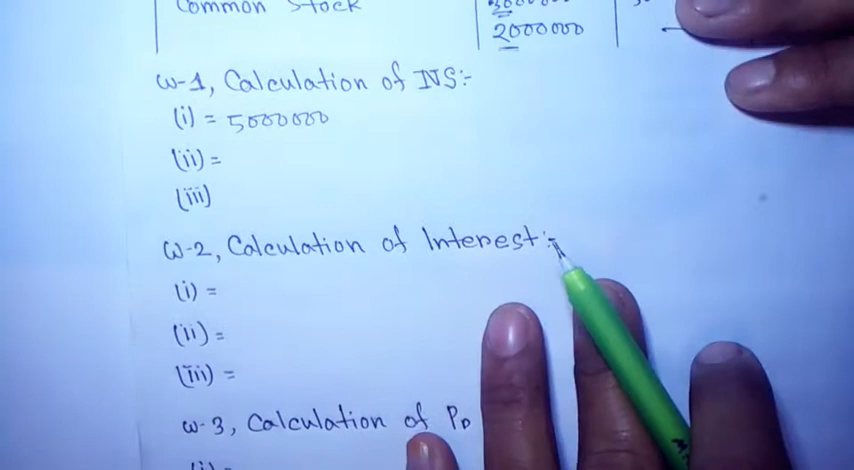 Common Stock
2000000
W-1, Calculation of NS:-
(i) = 5000000
(ii) =
(iii)
W-2, Calculation of Interest:-
(i) =
(ii) =
(iii) =
W-3, Calculation of PD
(i) =